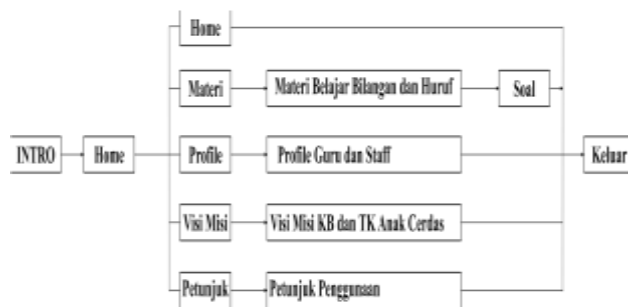 Home
Materi
Materi Belajar Bilangan dan Huruf
Soal
INTRO
Home
Profile
Profile Guru dan Staff
Keluar
Visi Misi
Visi Misi KB dan TK Anak Cerdas
Petunjuk
Petunjuk Penggunaan